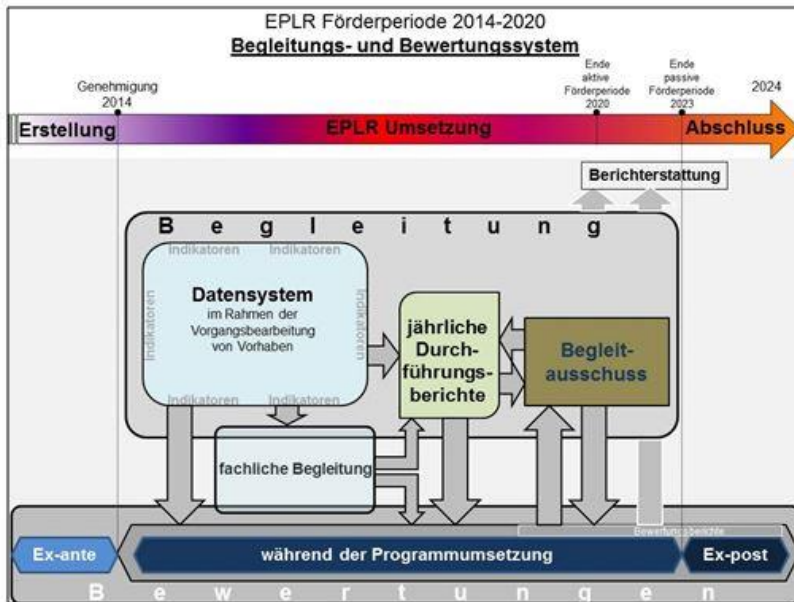 EPLR Förderperiode 2014-2020
Begleitungs- und Bewertungssystem
Genehmigung
2014
Ende
aktive
Förderperiode
2020
Ende
passive
Förderperiode
2023
2024
Erstellung
EPLR Umsetzung
Abschluss
Berichterstattung
Begleitung
Indikatoren Indikatoren
Indikatoren
Indikatoren
Datensystem
im Rahmen der
Vorgangsbearbeitung
von Vorhaben
Indikatoren Indikatoren
jährliche
Durch-
führungs-
berichte
Begleit-
ausschuss
fachliche Begleitung
Bewertungsberichte
Ex-ante
während der Programmumsetzung
Ex-post
Bewertungen